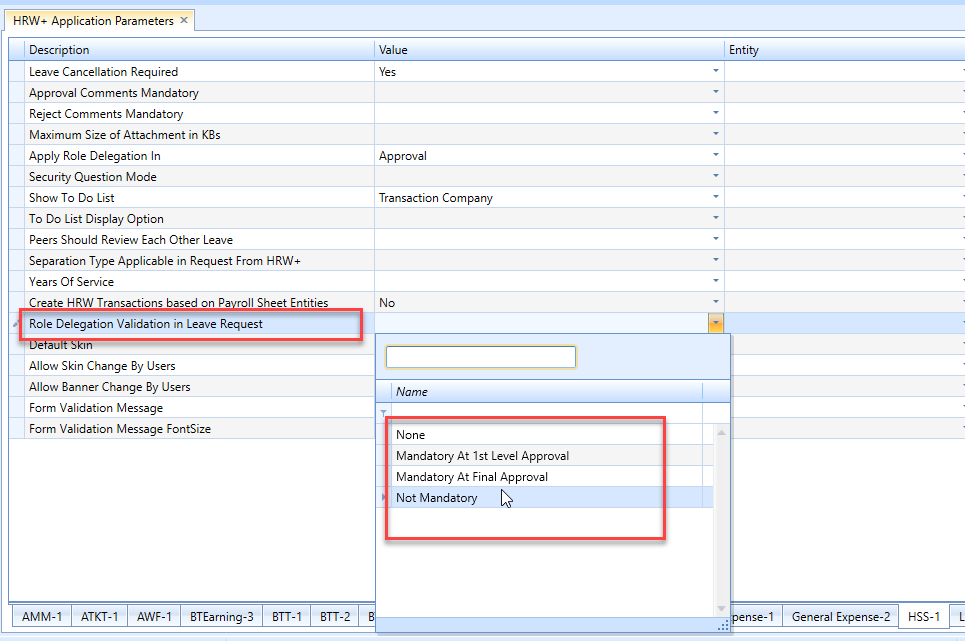 HRW+ Application Parameters ×
Description Value Entity
Leave Cancellation Required Yes
Approval Comments Mandatory
Reject Comments Mandatory
Maximum Size of Attachment in KBs
Apply Role Delegation In Approval
Security Question Mode
Show To Do List Transaction Company
To Do List Display Option
Peers Should Review Each Other Leave
Separation Type Applicable in Request From HRW+
Years Of Service
Create HRW Transactions based on Payroll Sheet Entities No
Role Delegation Validation in Leave Request
Default Skin
Allow Skin Change By Users
Allow Banner Change By Users
Form Validation Message
Form Validation Message FontSize
Name
None
Mandatory At 1st Level Approval
Mandatory At Final Approval
Not Mandatory
AMM-1 ATKT-1 AWF-1 BTEarning-3 BTT-1 BTT-2 pense-1 General Expense-2 HSS-1